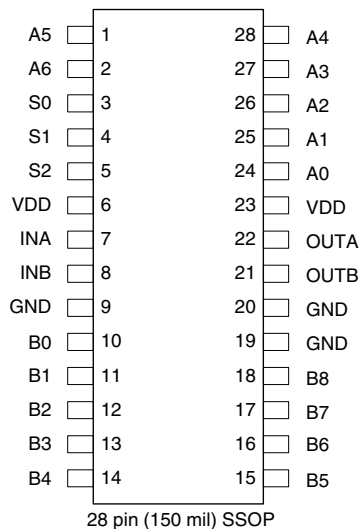 A5 1 28 A4
A6 2 27 A3
S0 3 26 A2
S1 4 25 A1
S2 5 24 A0
VDD 6 23 VDD
INA 7 22 OUTA
INB 8 21 OUTB
GND 9 20 GND
B0 10 19 GND
B1 11 18 B8
B2 12 17 B7
B3 13 16 B6
B4 14 15 B5
28 pin (150 mil) SSOP